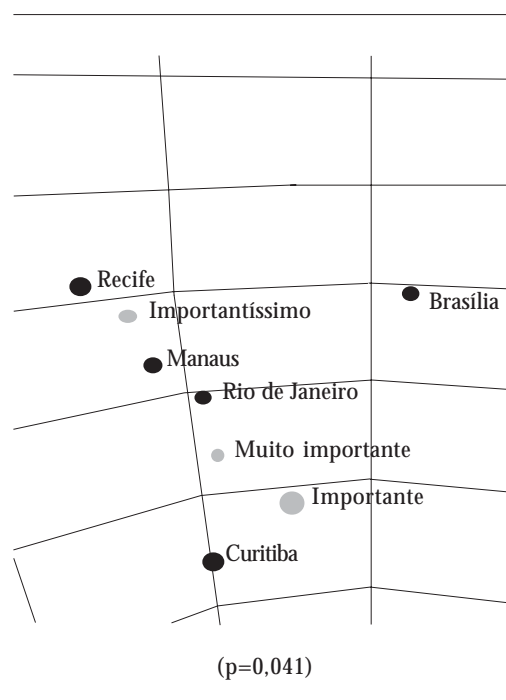 Recife
Brasília
Importantíssimo
Manaus
Rio de Janeiro
Muito importante
Importante
Curitiba
(p=0,041)